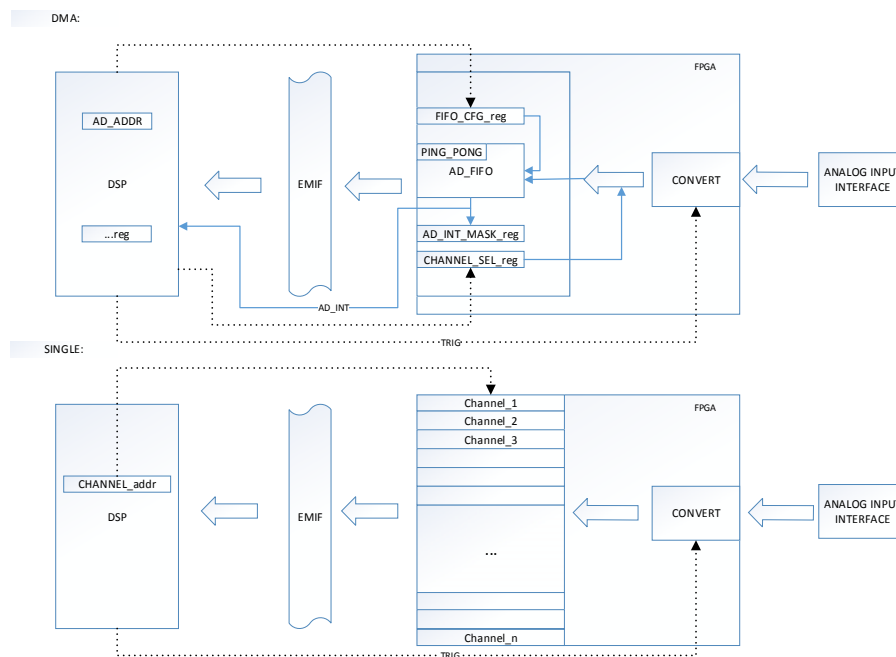 DMA:
FPGA
AD_ADDR
DSP
...reg
EMIF
FIFO_CFG_reg
PING_PONG
AD_FIFO
AD_INT_MASK_reg
CHANNEL_SEL_reg
CONVERT
ANALOG INPUT
INTERFACE
AD_INT
TRIG
SINGLE:
FPGA
CHANNEL_addr
DSP
EMIF
Channel_1
Channel_2
Channel_3
...
Channel_n
CONVERT
ANALOG INPUT
INTERFACE
TRIG